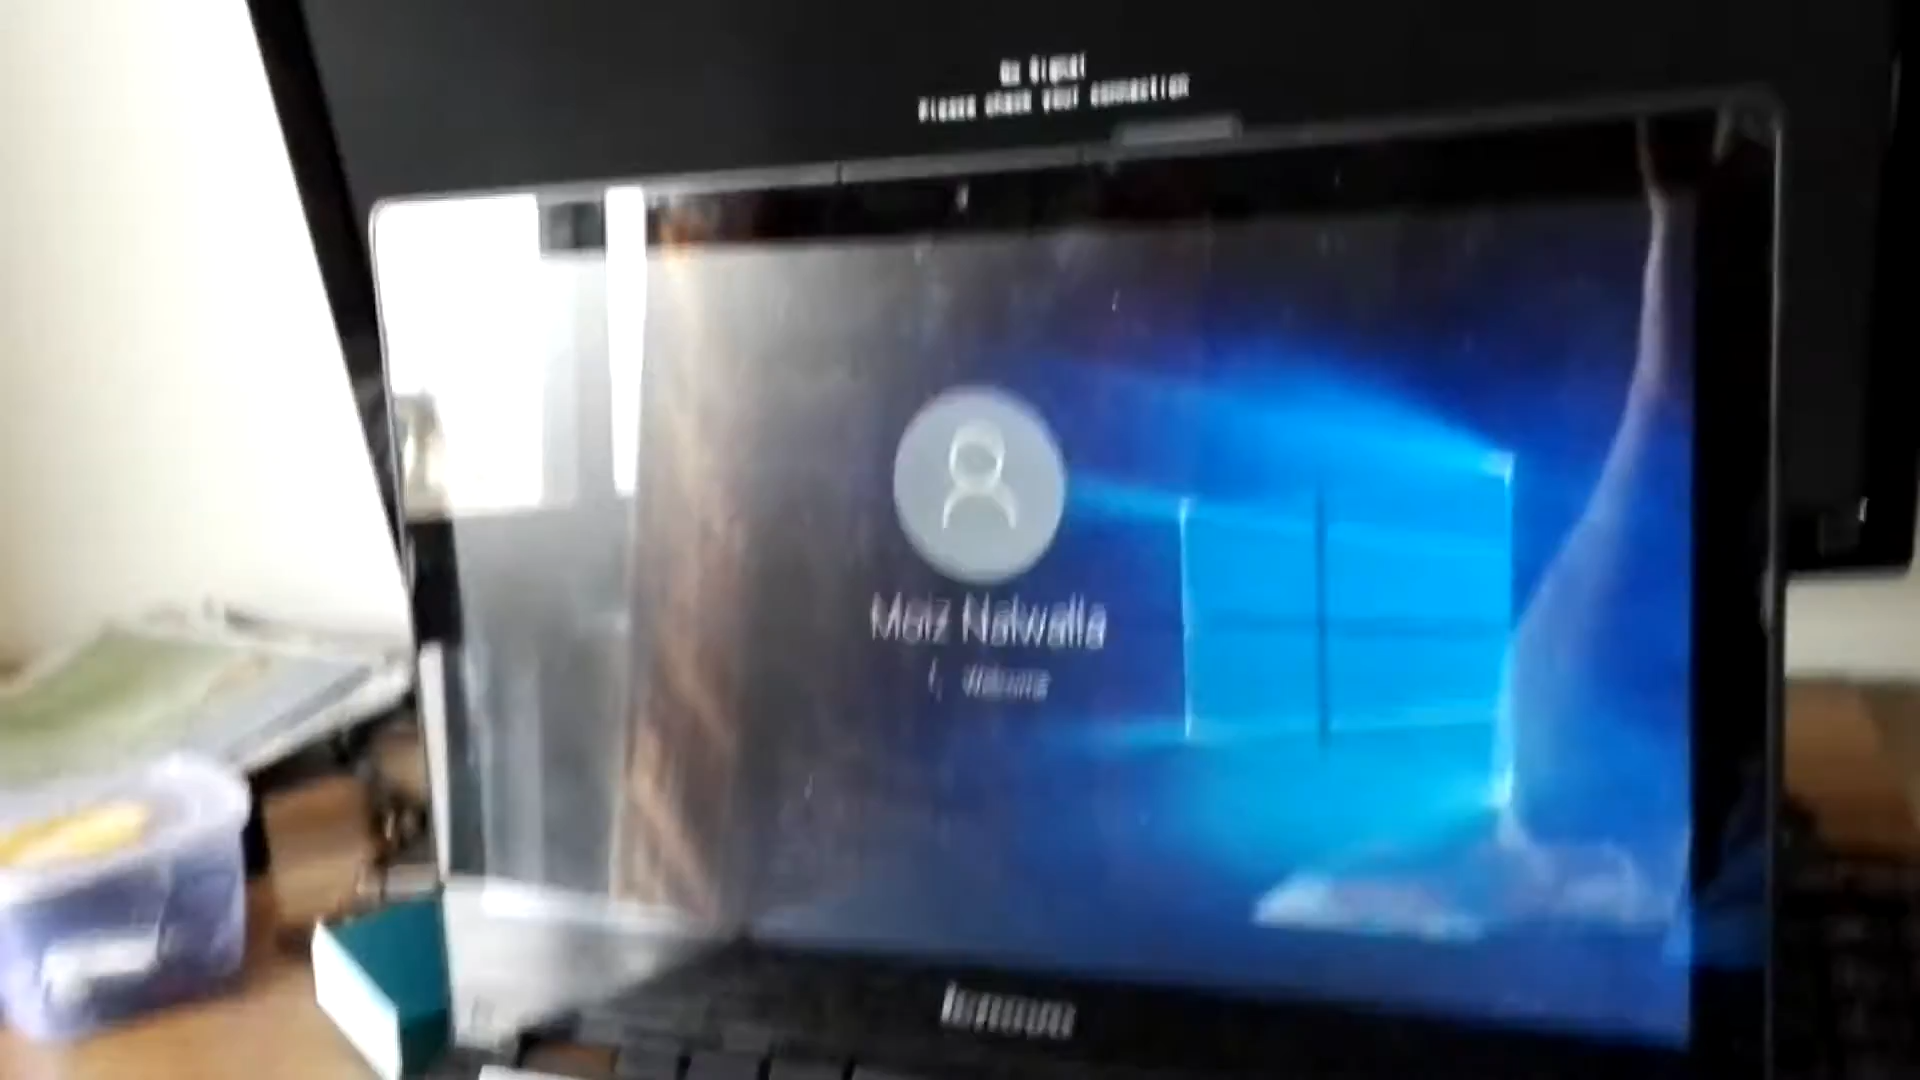 No Signal
Please check your connection
Moiz Nalwalla
Welcome
lenovo